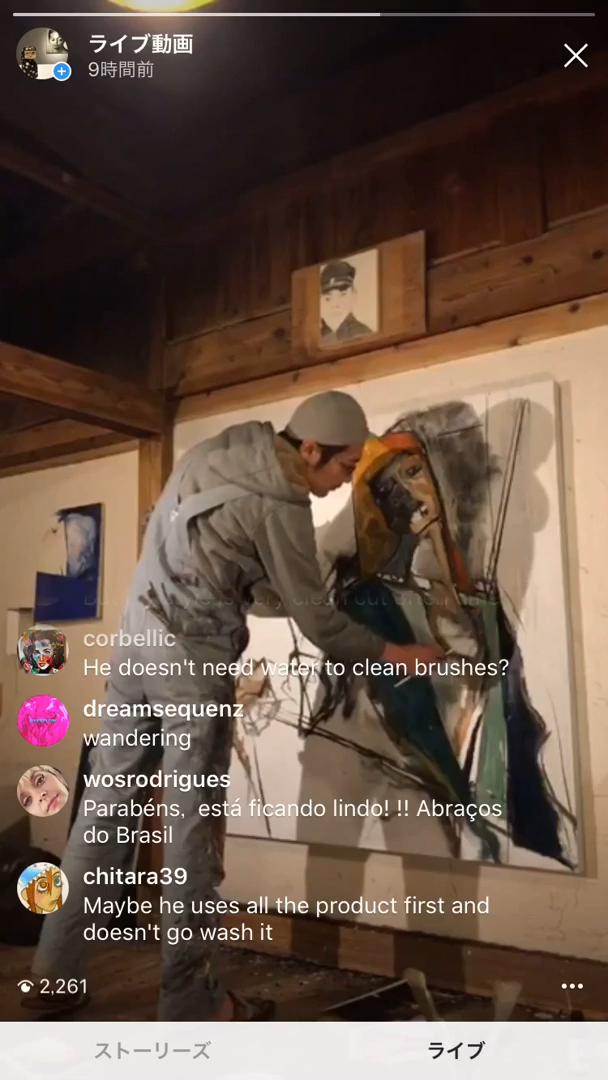 ライブ動画
9時間前
corbellic
He doesn't need water to clean brushes?
dreamsequenz
wandering
wosrodrigues
Parabéns, está ficando lindo! !! Abraços
do Brasil
chitara39
Maybe he uses all the product first and
doesn't go wash it
2,261
ストーリーズ
ライブ